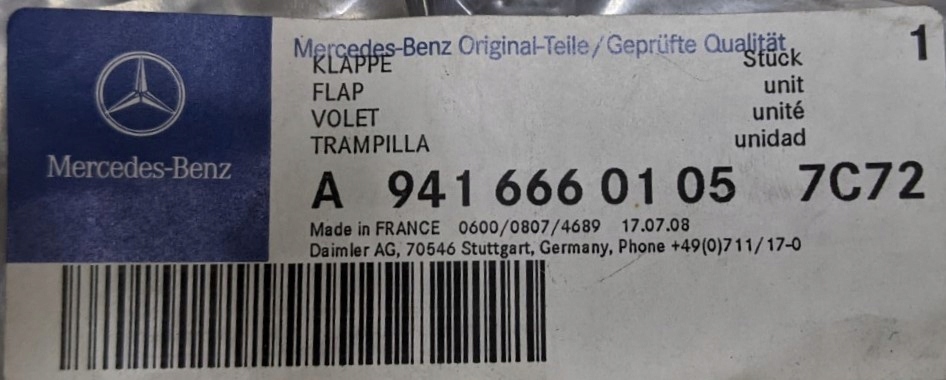 Mercedes-Benz
Mercedes-Benz Original-Teile/Geprüfte Qualität 1
KLAPPE Stück
FLAP unit
VOLET unité
TRAMPILLA unidad
A 941 666 01 05 7C72
Made in FRANCE 0600/0807/4689 17.07.08
Daimler AG, 70546 Stuttgart, Germany, Phone +49(0)711/17-0